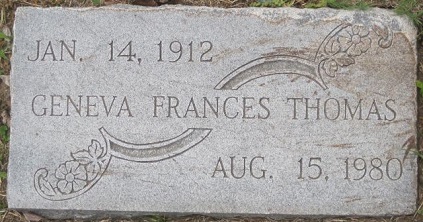 JAN. 14, 1912
GENEVA FRANCES THOMAS
AUG. 15, 1980